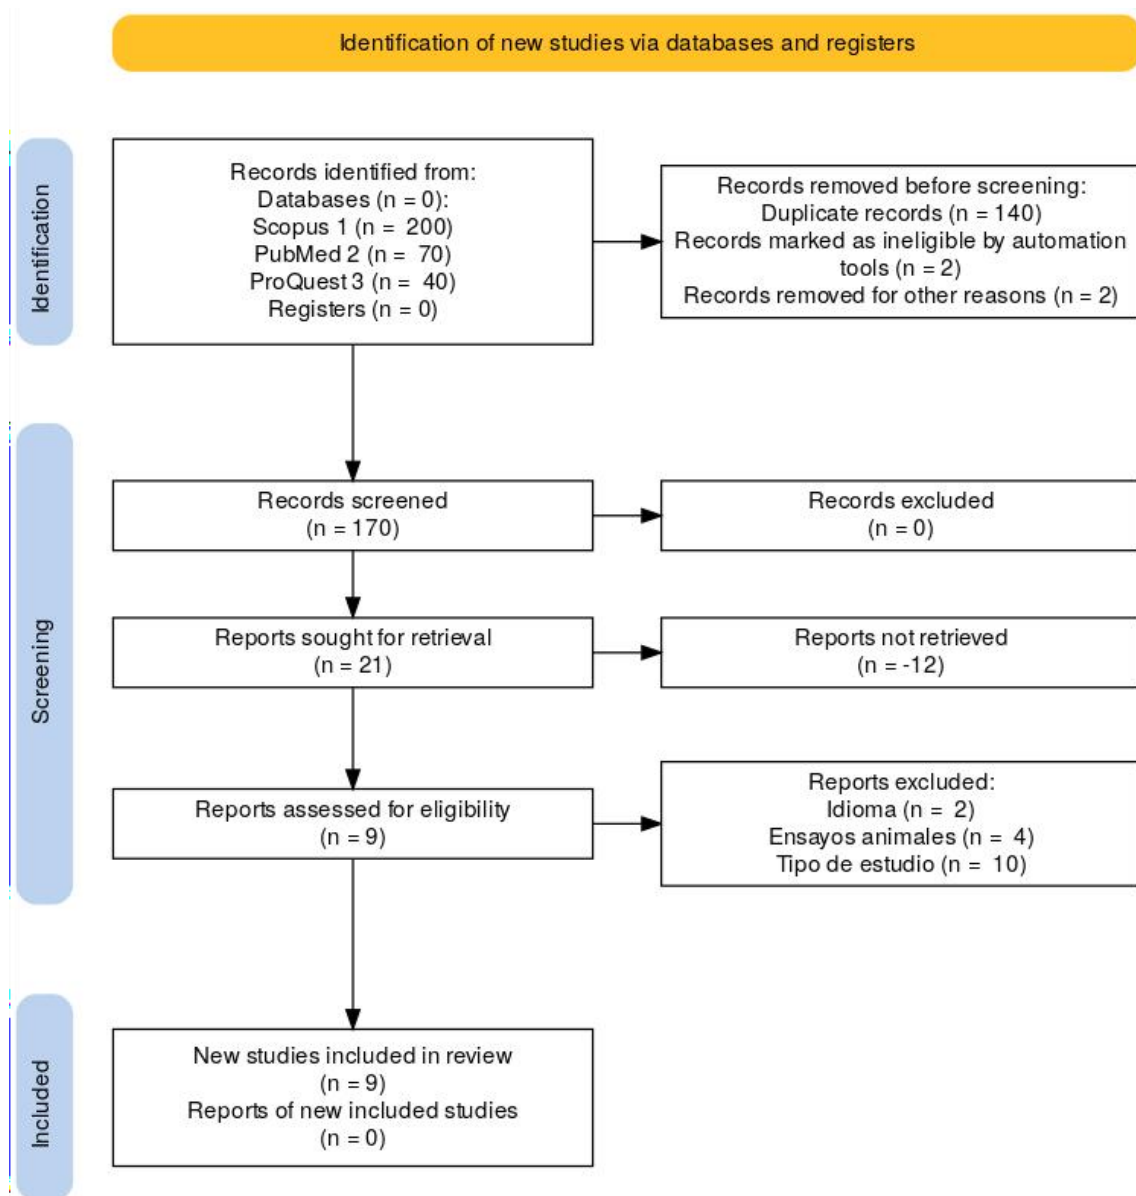 Identification of new studies via databases and registers
Identification
Records identified from:
Databases (n = 0):
Scopus 1 (n = 200)
PubMed 2 (n = 70)
ProQuest 3 (n = 40)
Registers (n = 0)
Records removed before screening:
Duplicate records (n = 140)
Records marked as ineligible by automation
tools (n = 2)
Records removed for other reasons (n = 2)
Screening
Records screened
(n = 170)
Records excluded
(n = 0)
Reports sought for retrieval
(n = 21)
Reports not retrieved
(n = -12)
Reports assessed for eligibility
(n = 9)
Reports excluded:
Idioma (n = 2)
Ensayos animales (n = 4)
Tipo de estudio (n = 10)
Included
New studies included in review
(n = 9)
Reports of new included studies
(n = 0)